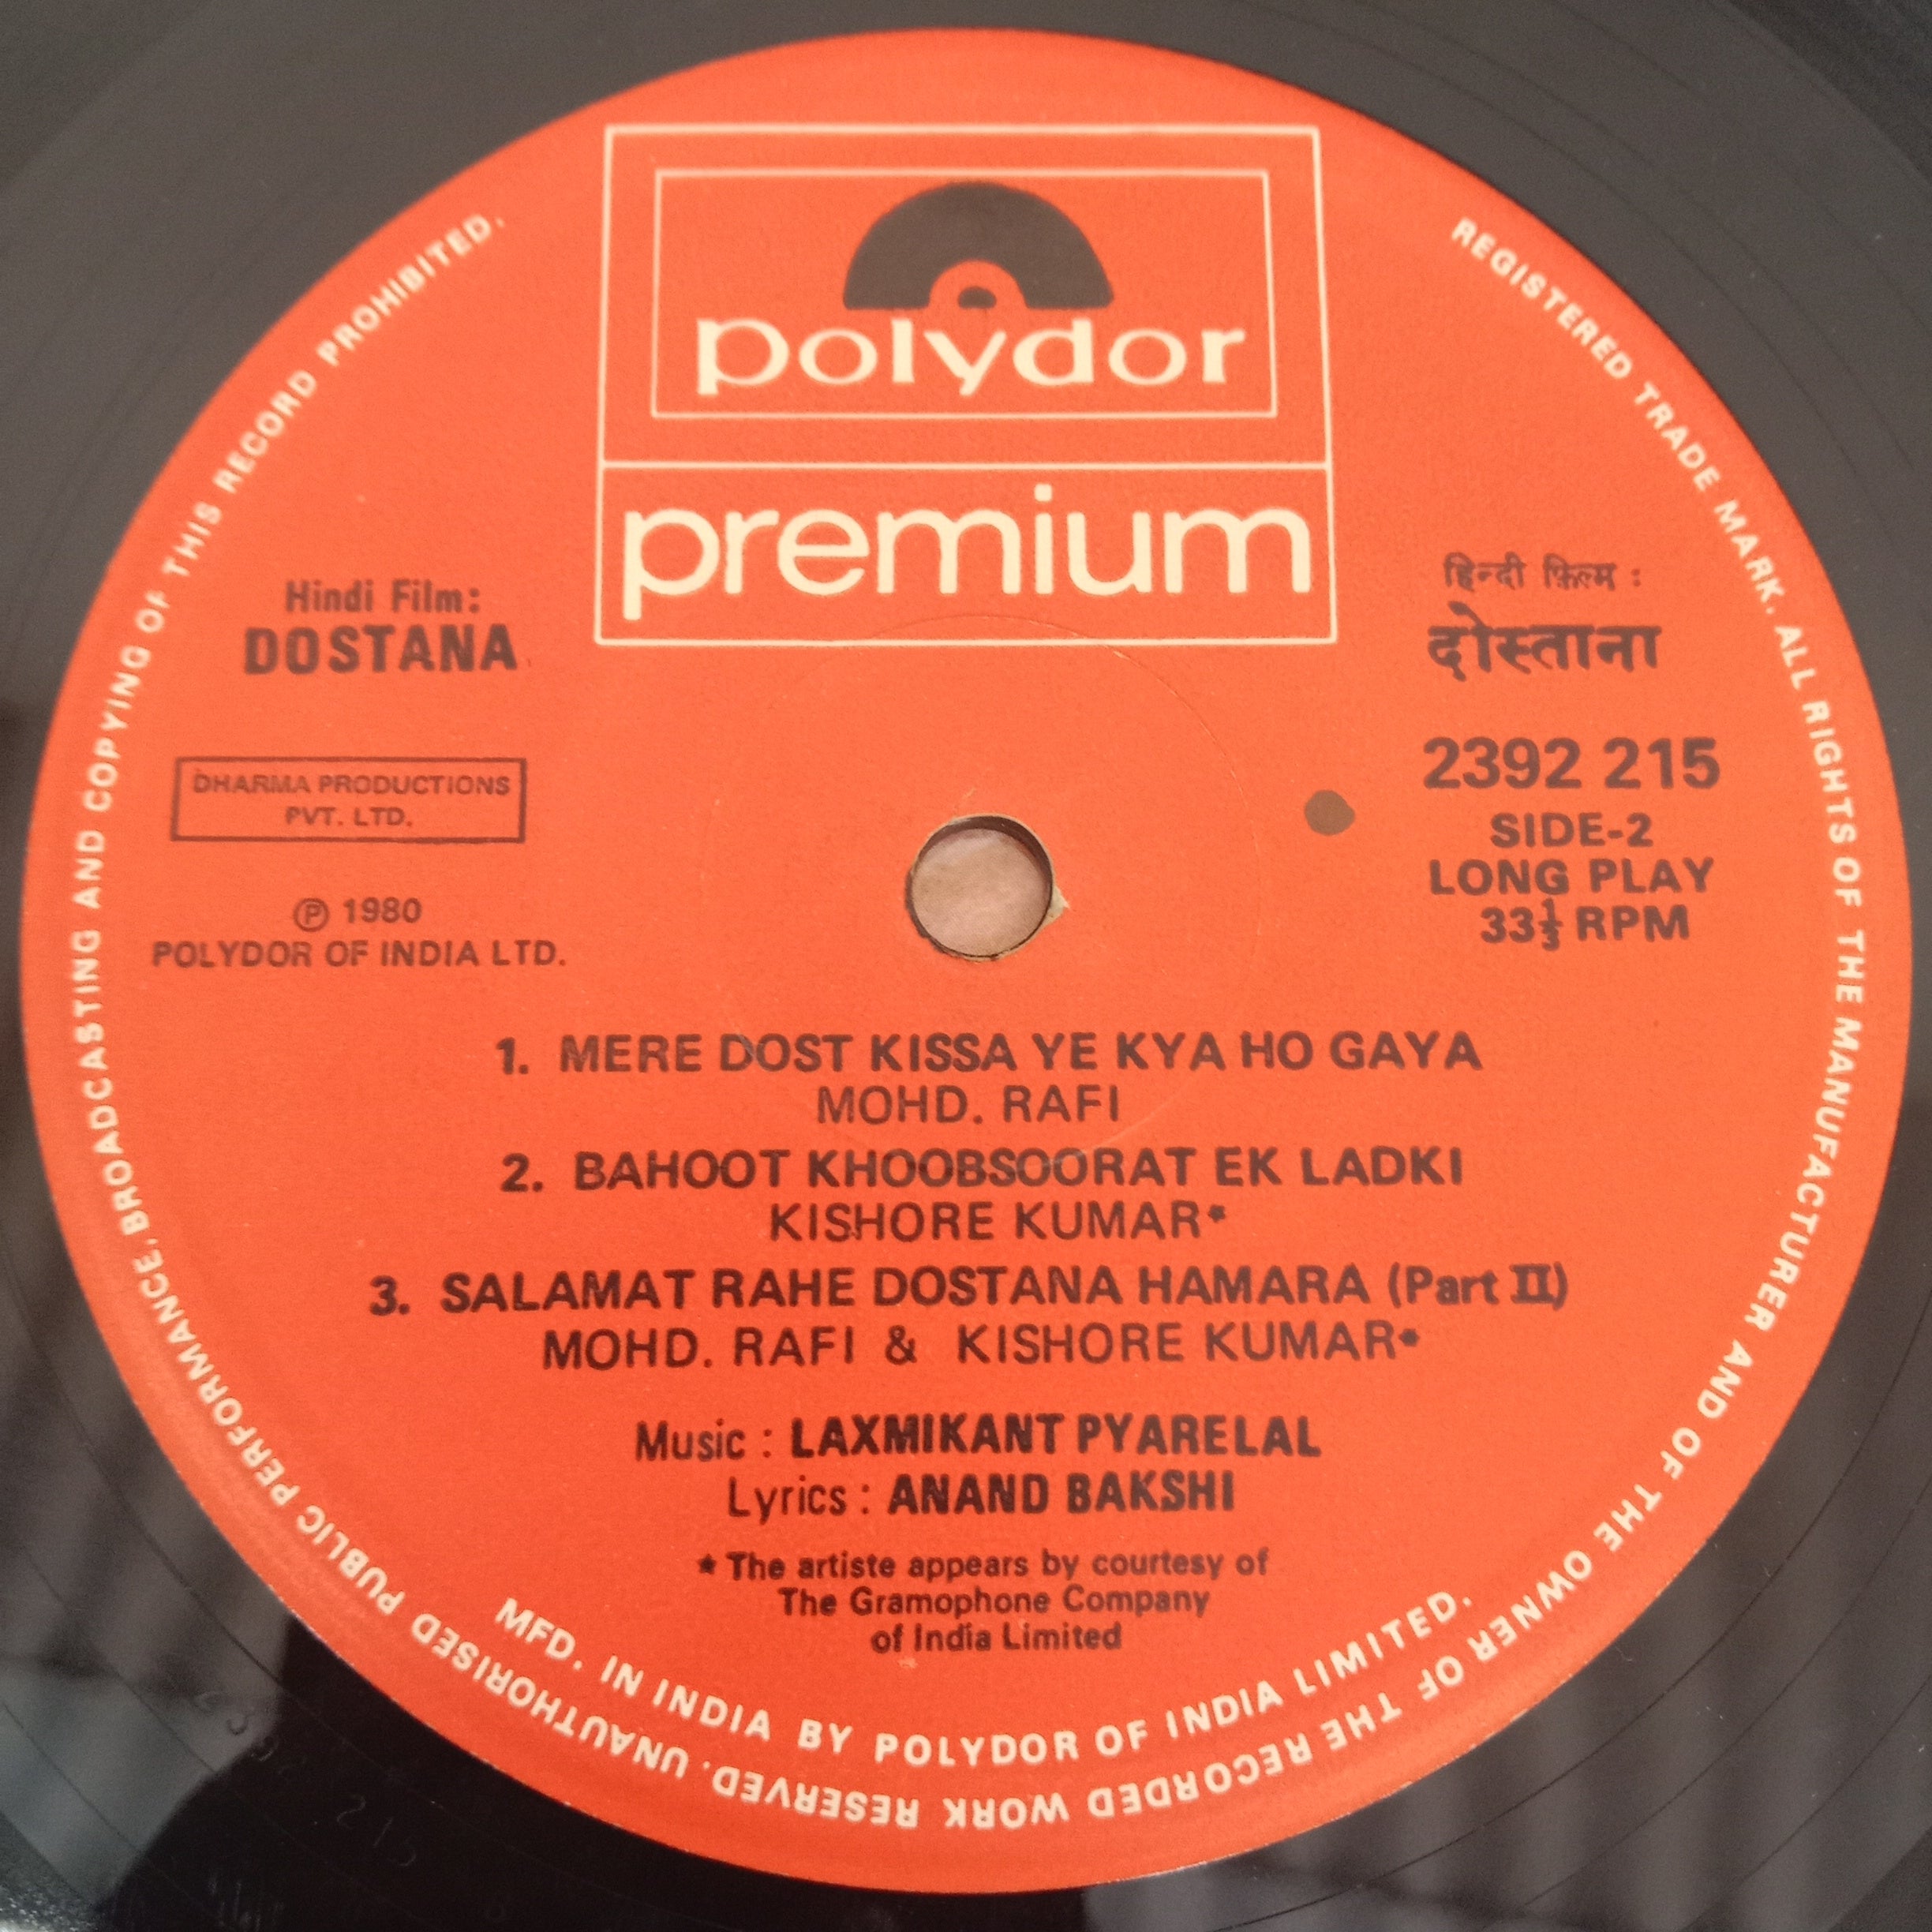 polydor
premium
Hindi Film:
DOSTANA
DHARMA PRODUCTIONS
PVT. LTD.
℗ 1980
POLYDOR OF INDIA LTD.
हिन्दी फ़िल्म :
दोस्ताना
2392 215
SIDE-2
LONG PLAY
33⅓ RPM
1. MERE DOST KISSA YE KYA HO GAYA
MOHD. RAFI
2. BAHOOT KHOOBSOORAT EK LADKI
KISHORE KUMAR*
3. SALAMAT RAHE DOSTANA HAMARA (Part II)
MOHD. RAFI & KISHORE KUMAR*
Music : LAXMIKANT PYARELAL
Lyrics : ANAND BAKSHI
* The artiste appears by courtesy of
The Gramophone Company
of India Limited
MFD. IN INDIA BY POLYDOR OF INDIA LIMITED.
REGISTERED TRADE MARK. ALL RIGHTS OF THE MANUFACTURER AND OF THE OWNER OF THE RECORDED WORK RESERVED. UNAUTHORISED PUBLIC PERFORMANCE, BROADCASTING AND COPYING OF THIS RECORD PROHIBITED.